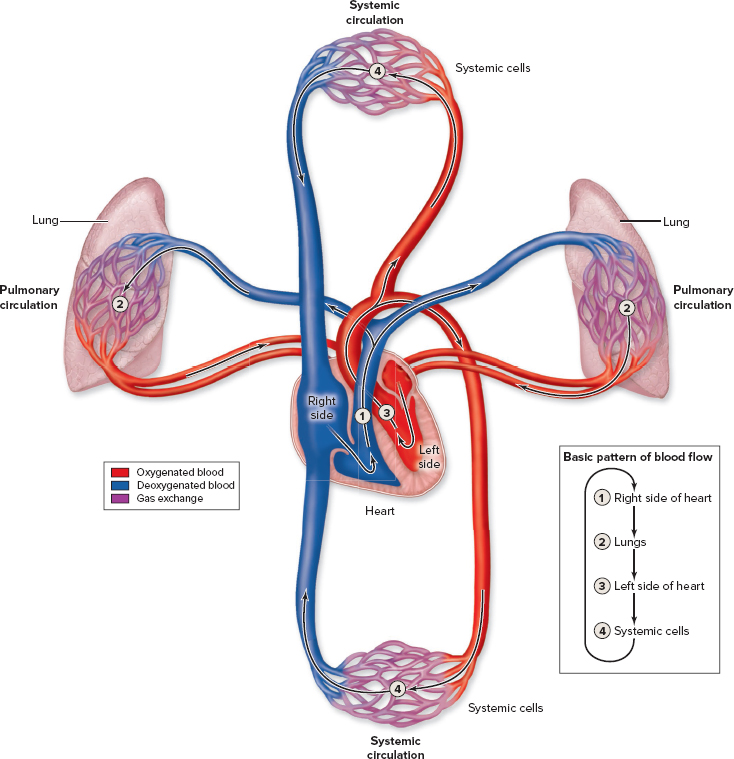 Systemic
circulation
4
Systemic cells
Lung
Lung
Pulmonary
circulation
2
2
Pulmonary
circulation
Right
side
1
3
Left
side
Heart
Oxygenated blood
Deoxygenated blood
Gas exchange
Basic pattern of blood flow
1 Right side of heart
2 Lungs
3 Left side of heart
4 Systemic cells
4
Systemic cells
Systemic
circulation